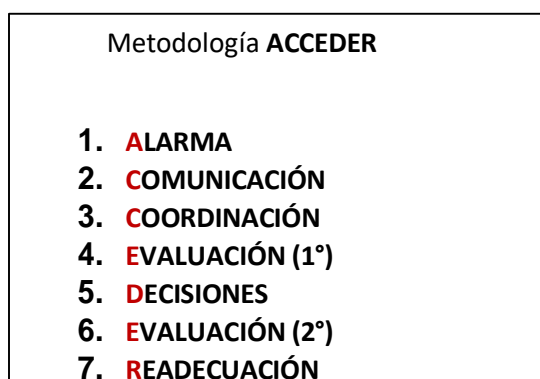 Metodología ACCEDER
1. ALARMA
2. COMUNICACIÓN
3. COORDINACIÓN
4. EVALUACIÓN (1°)
5. DECISIONES
6. EVALUACIÓN (2°)
7. READECUACIÓN